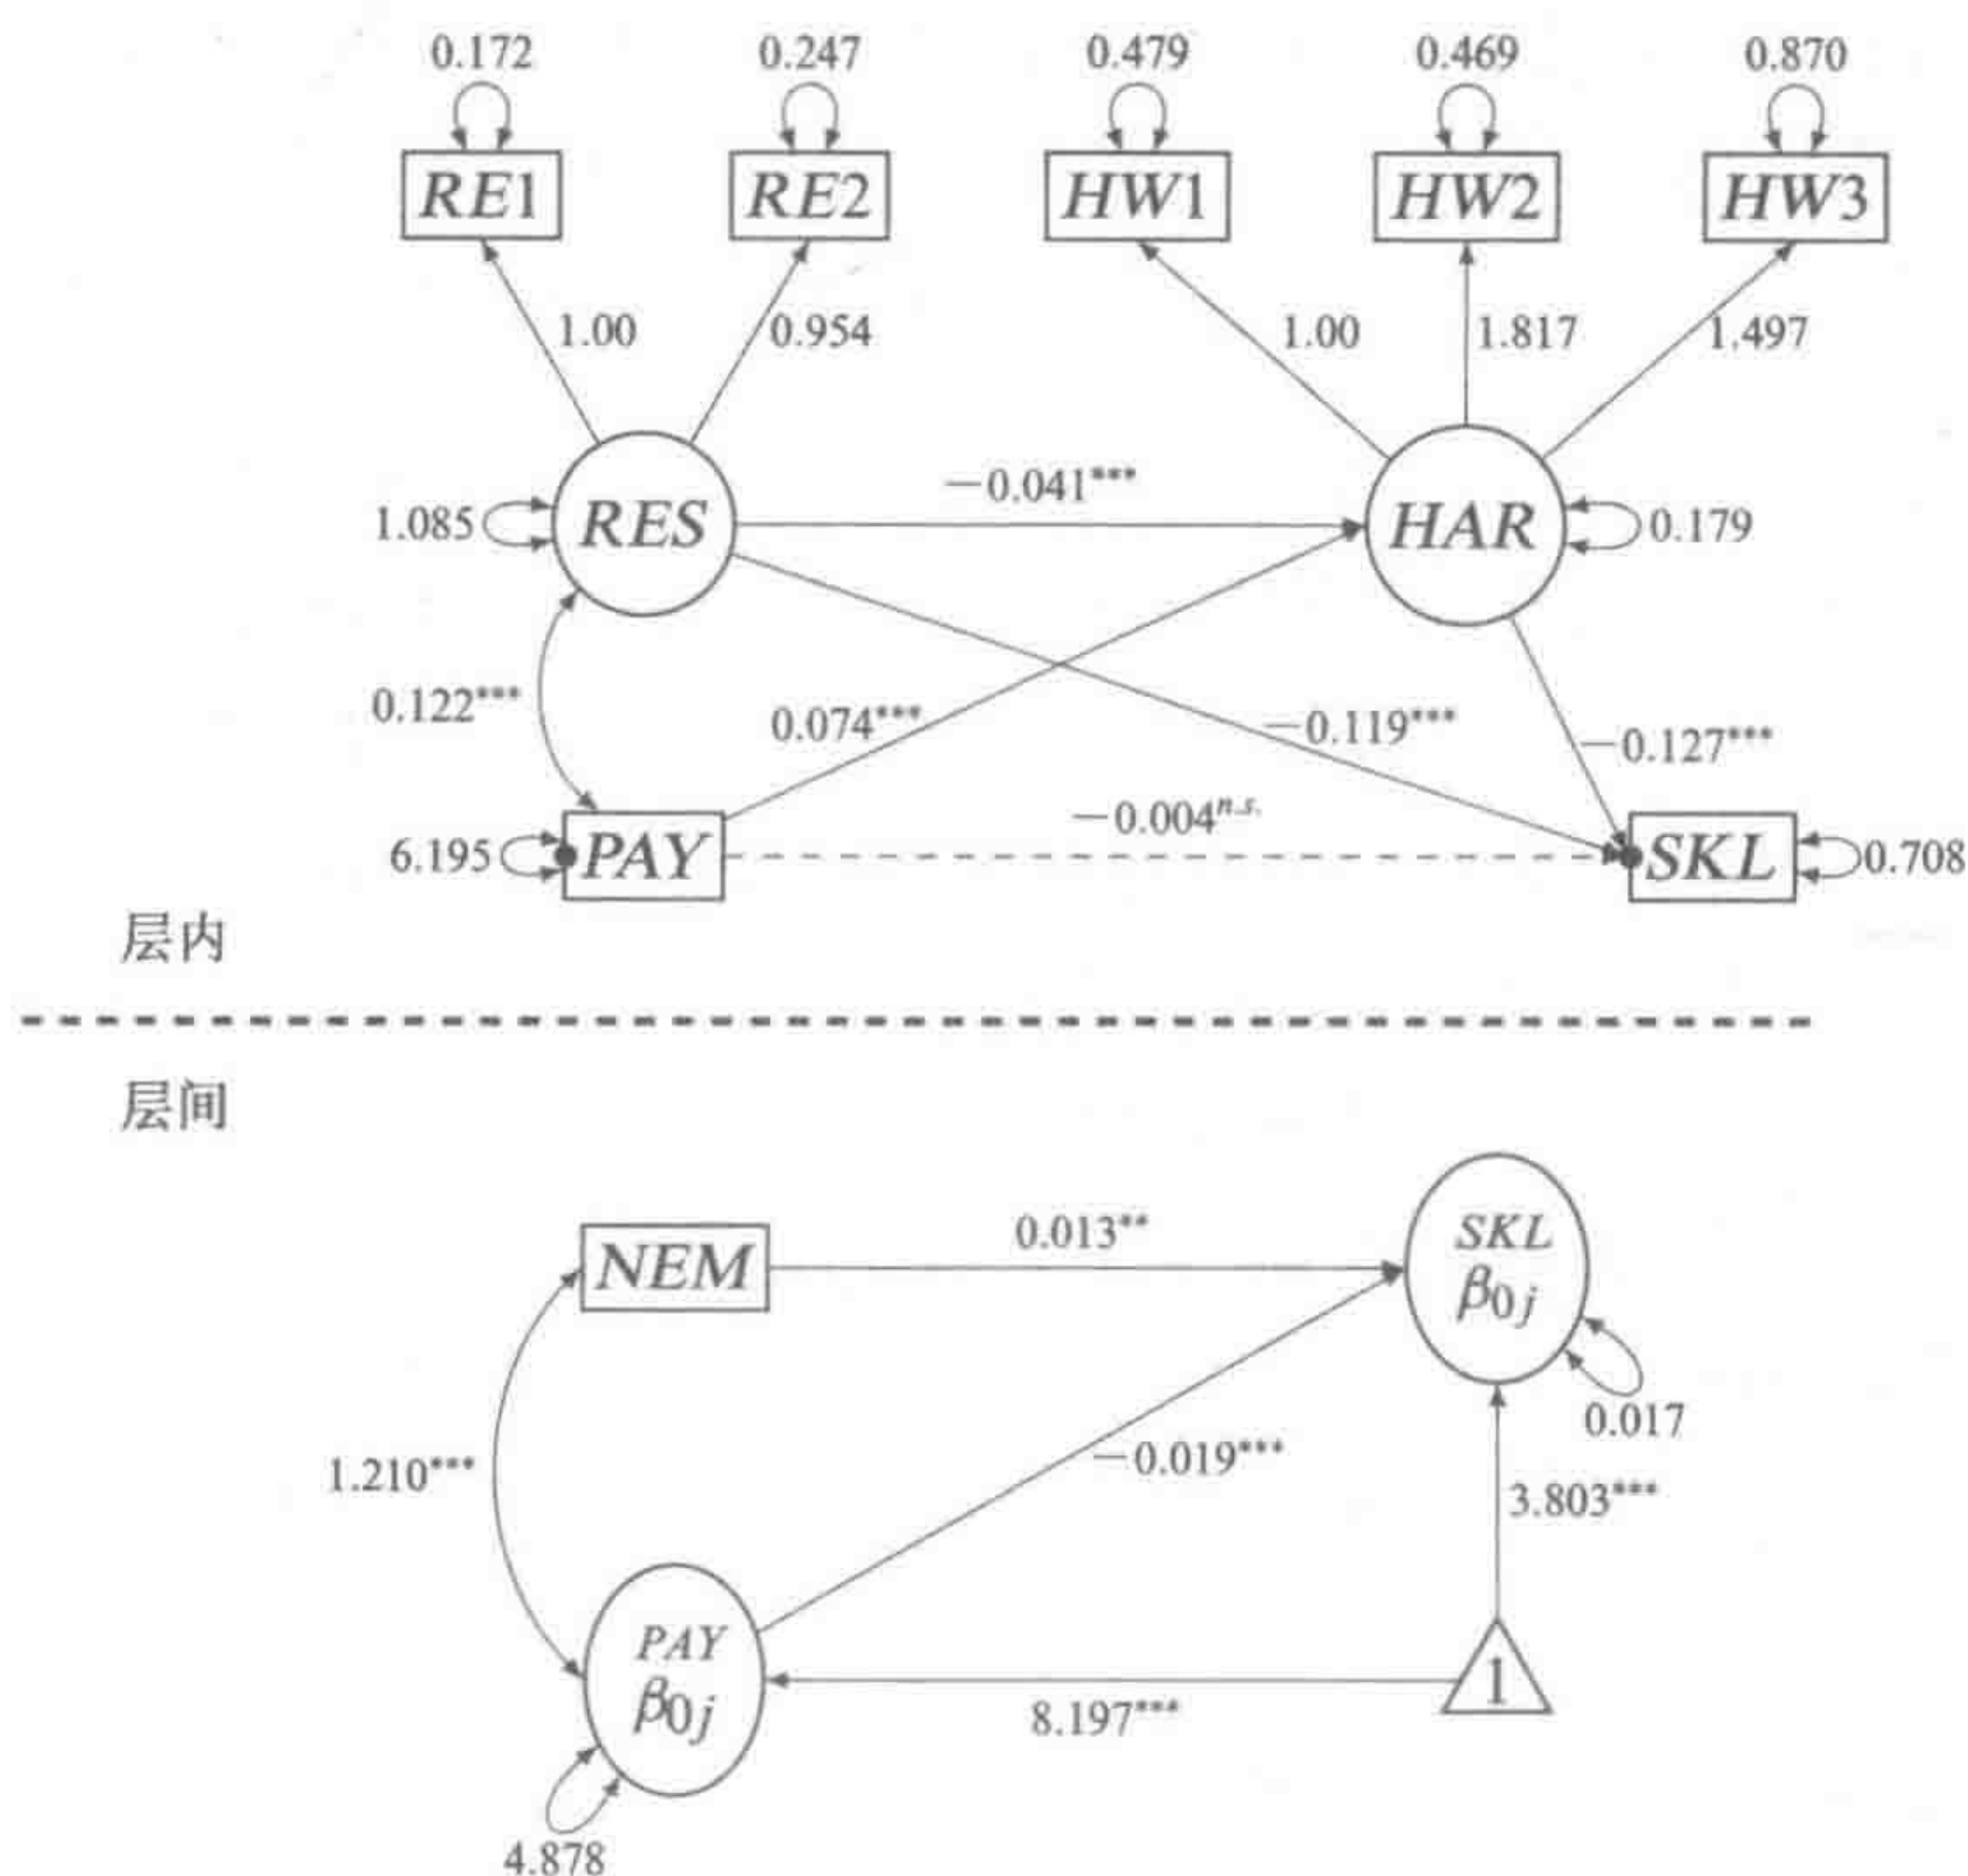 0.172 0.247 0.479 0.469 0.870
RE1 RE2 HW1 HW2 HW3
1.00 0.954 1.00 1.817 1.497
−0.041***
1.085 RES HAR 0.179
0.122*** 0.074*** −0.119*** −0.127***
−0.004n.s.
6.195 PAY SKL 0.708
层内
层间
NEM 0.013** SKL
β0j
0.017
1.210*** −0.019*** 3.803***
PAY
β0j 1
8.197***
4.878